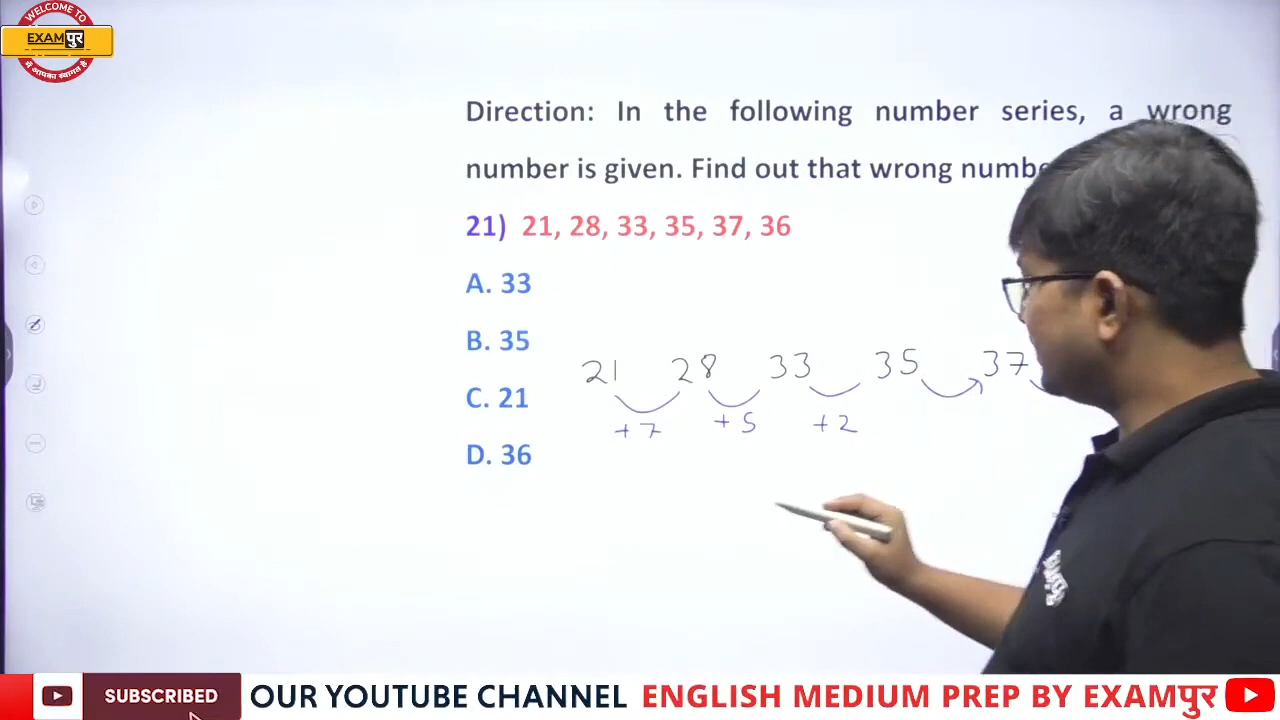 WELCOME TO
EXAMपुर
में आपका स्वागत है
Direction: In the following number series, a wrong
number is given. Find out that wrong numbe
21) 21, 28, 33, 35, 37, 36
A. 33
B. 35
C. 21
D. 36
21 28 33 35 37
+7 +5 +2
SUBSCRIBED
OUR YOUTUBE CHANNEL ENGLISH MEDIUM PREP BY EXAMपुर